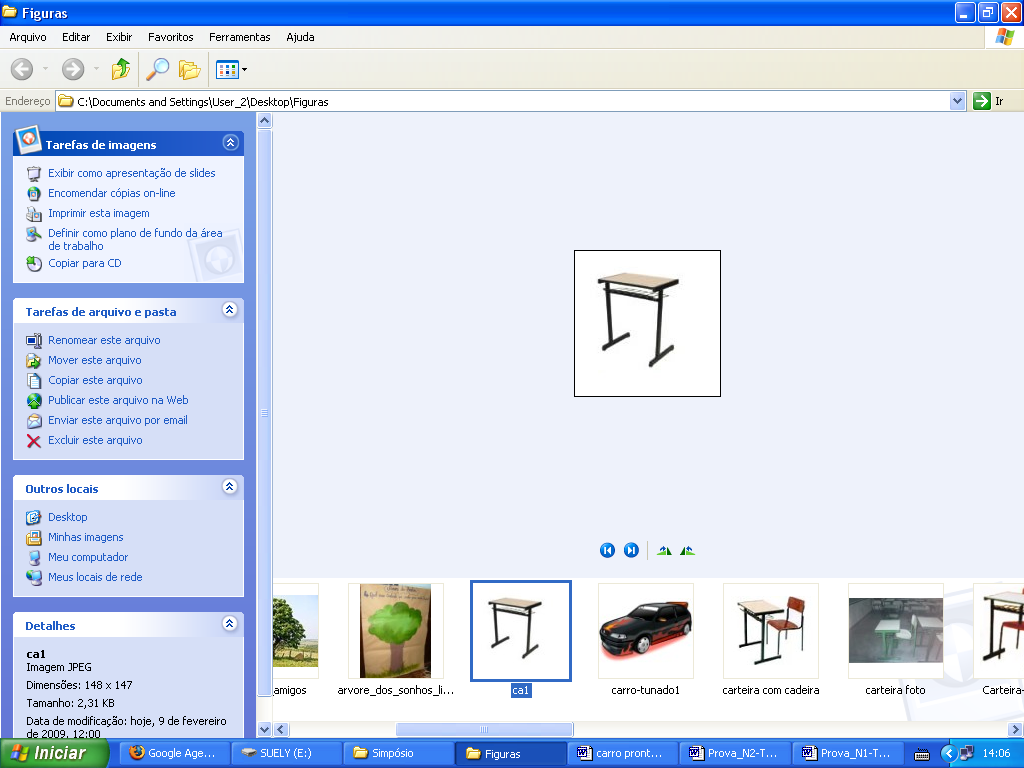 Figuras
Arquivo Editar Exibir Favoritos Ferramentas Ajuda
Endereço C:\Documents and Settings\User_2\Desktop\Figuras Ir
Tarefas de imagens
Exibir como apresentação de slides
Encomendar cópias on-line
Imprimir esta imagem
Definir como plano de fundo da área
de trabalho
Copiar para CD
Tarefas de arquivo e pasta
Renomear este arquivo
Mover este arquivo
Copiar este arquivo
Publicar este arquivo na Web
Enviar este arquivo por email
Excluir este arquivo
Outros locais
Desktop
Minhas imagens
Meu computador
Meus locais de rede
Detalhes
ca1
Imagem JPEG
Dimensões: 148 x 147
Tamanho: 2,31 KB
Data de modificação: hoje, 9 de fevereiro
de 2009, 12:00
amigos arvore_dos_sonhos_li... ca1 carro-tunado1 carteira com cadeira carteira foto Carteira-
Iniciar Google Age... SUELY (E:) Simpósio Figuras carro pront... Prova_N2-T... Prova_N1-T... 14:06